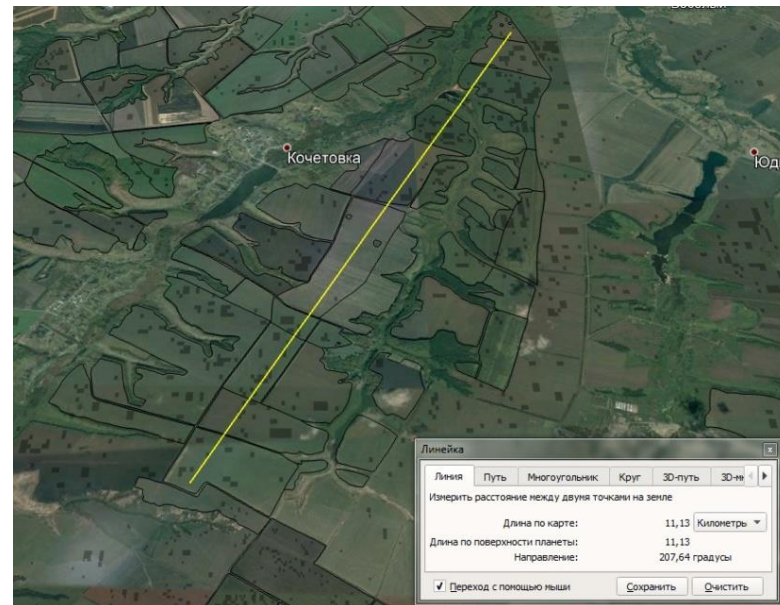 Кочетовка
Линейка
Линия Путь Многоугольник Круг 3D-путь
Измерить расстояние между двумя точками на земле
Длина по карте: 11,13 Километры
Длина по поверхности планеты: 11,13
Направление: 207,64 градусы
Переход с помощью мыши Сохранить Очистить